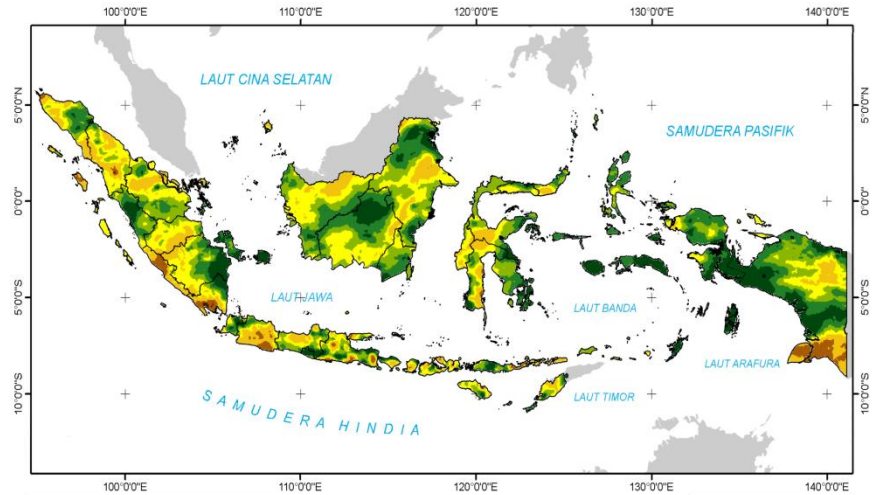 100°0'0"E 110°0'0"E 120°0'0"E 130°0'0"E 140°0'0"E
LAUT CINA SELATAN
SAMUDERA PASIFIK
5°0'0"N 5°0'0"N
0°0'0" 0°0'0"
LAUT JAWA
LAUT BANDA
5°0'0"S 5°0'0"S
LAUT ARAFURA
LAUT TIMOR
10°0'0"S 10°0'0"S
SAMUDERA HINDIA
100°0'0"E 110°0'0"E 120°0'0"E 130°0'0"E 140°0'0"E